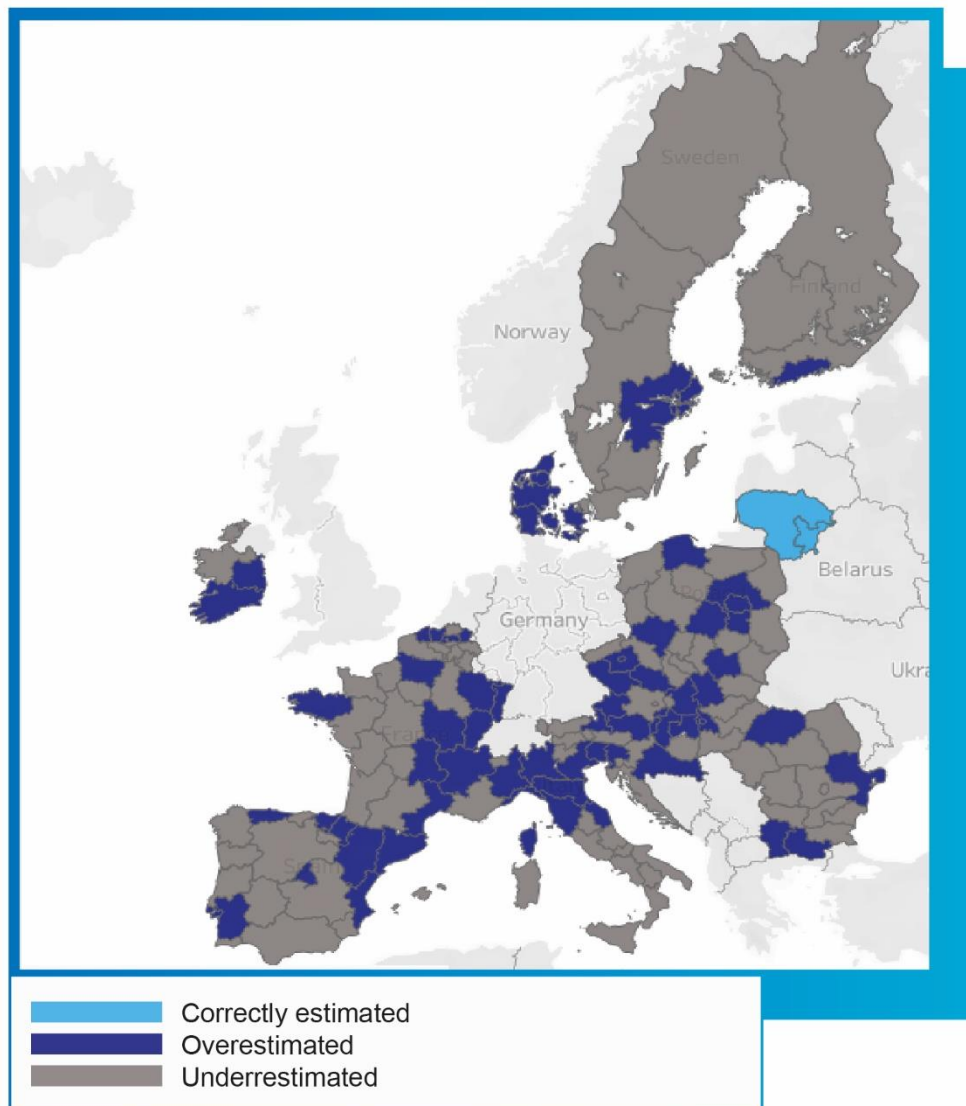 Sweden
Finland
Norway
Belarus
Germany
Ukra
France
Correctly estimated
Overestimated
Underrestimated